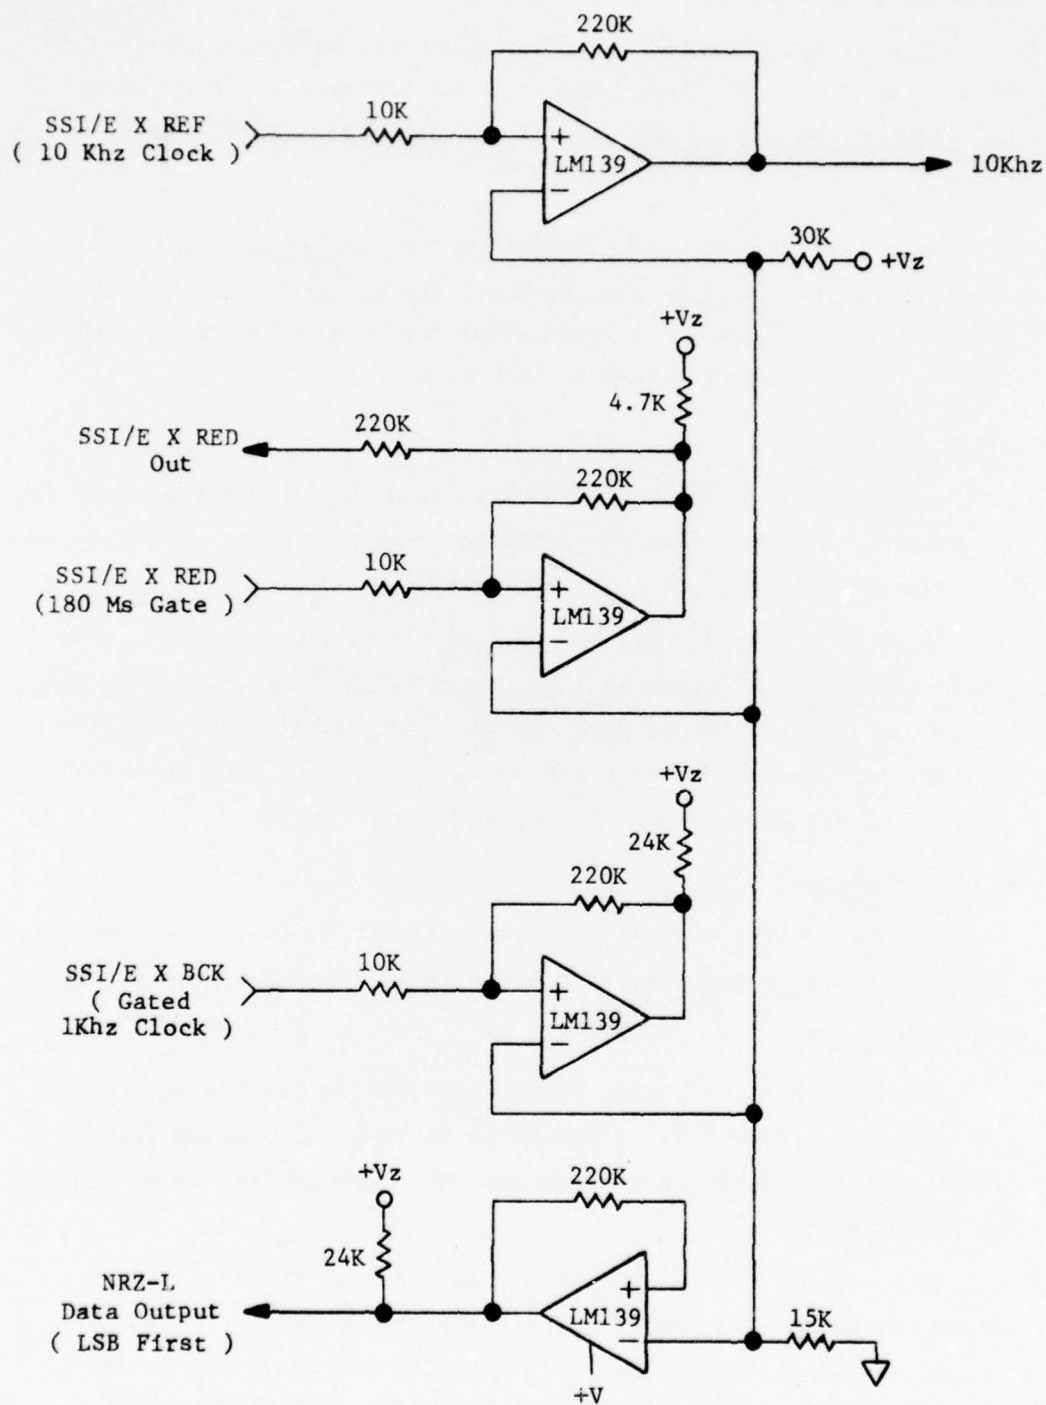 220K
10K
SSI/E X REF
( 10 Khz Clock )
+
LM139
−
10Khz
30K
+Vz
+Vz
4.7K
220K
SSI/E X RED
Out
220K
10K
SSI/E X RED
(180 Ms Gate )
+
LM139
−
+Vz
24K
220K
10K
SSI/E X BCK
( Gated
1Khz Clock )
+
LM139
−
+Vz
220K
24K
NRZ-L
Data Output
( LSB First )
+
LM139
−
15K
+V